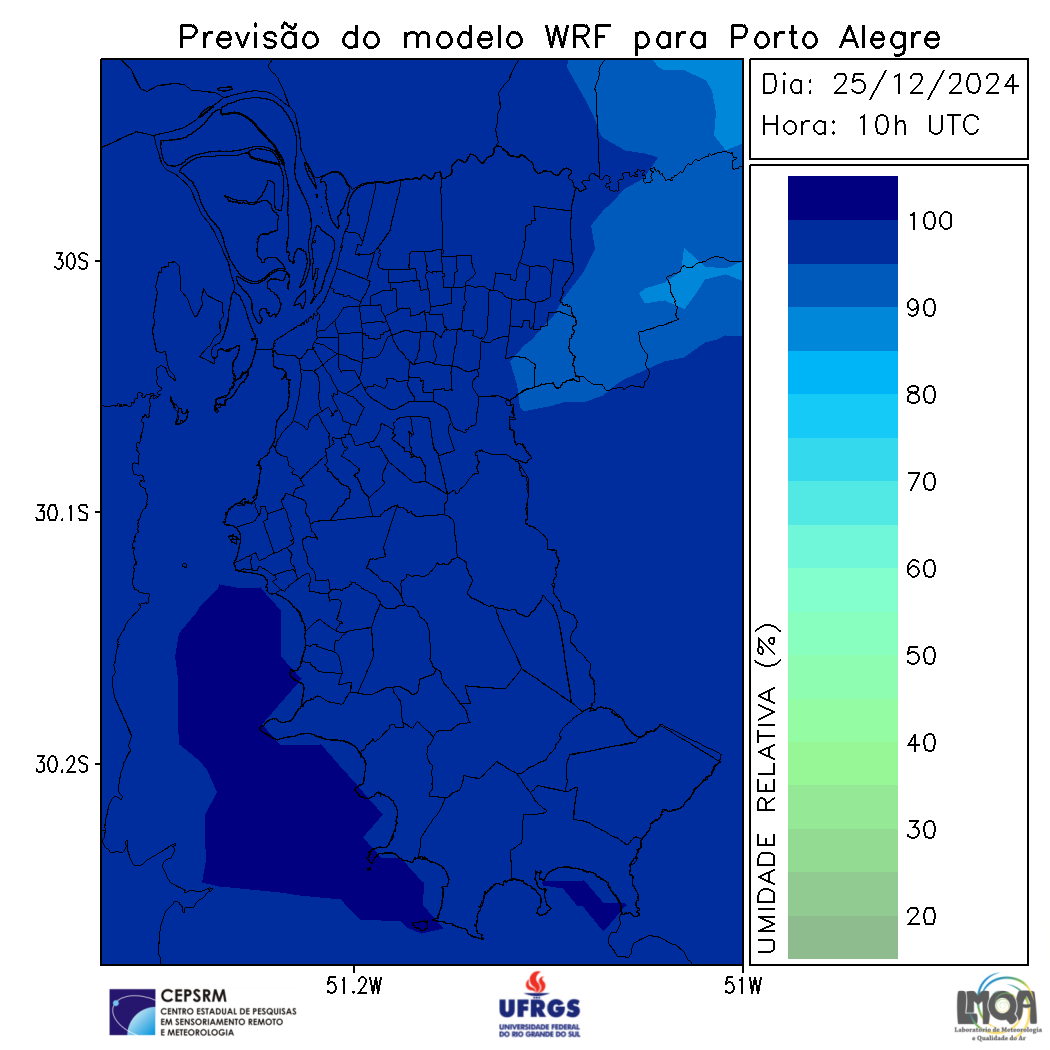 Previsão do modelo WRF para Porto Alegre
Dia: 25/12/2024
Hora: 10h UTC
30S
30.1S
30.2S
51.2W
51W
100
90
80
70
60
50
40
30
20
UMIDADE RELATIVA (%)
CEPSRM
CENTRO ESTADUAL DE PESQUISAS
EM SENSORIAMENTO REMOTO
E METEOROLOGIA
UFRGS
UNIVERSIDADE FEDERAL
DO RIO GRANDE DO SUL
LMQA
Laboratório de Meteorologia
e Qualidade do Ar